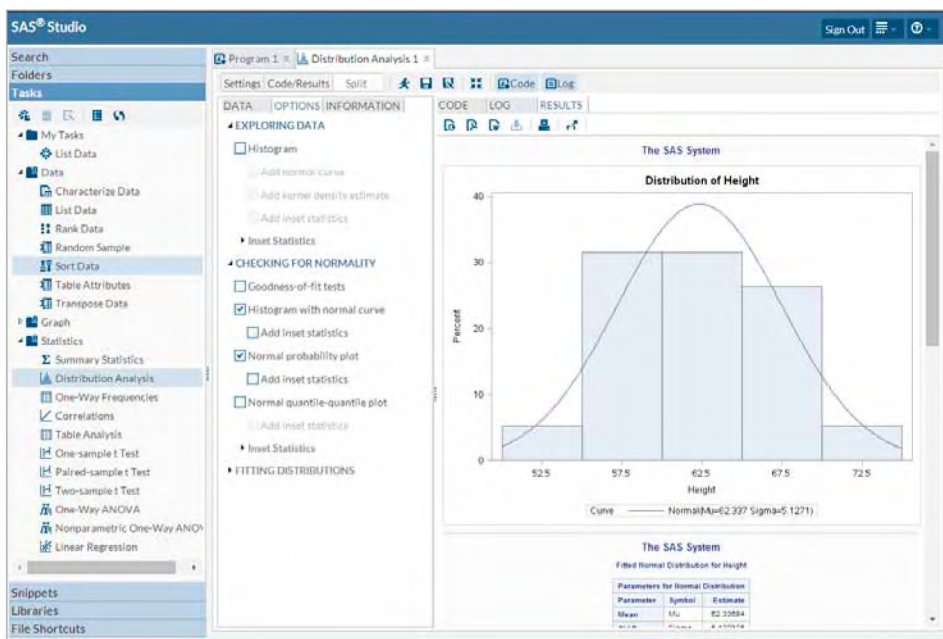 SAS® Studio
Sign Out
Search
Folders
Tasks
My Tasks
List Data
Data
Characterize Data
List Data
Rank Data
Random Sample
Sort Data
Table Attributes
Transpose Data
Graph
Statistics
Summary Statistics
Distribution Analysis
One-Way Frequencies
Correlations
Table Analysis
One-sample t Test
Paired-sample t Test
Two-sample t Test
One-Way ANOVA
Nonparametric One-Way ANOV
Linear Regression
Snippets
Libraries
File Shortcuts
Program 1
Distribution Analysis 1
Settings Code/Results Split Code Log
DATA OPTIONS INFORMATION
EXPLORING DATA
Histogram
Add normal curve
Add kernel density estimate
Add inset statistics
Inset Statistics
CHECKING FOR NORMALITY
Goodness-of-fit tests
Histogram with normal curve
Add inset statistics
Normal probability plot
Add inset statistics
Normal quantile-quantile plot
Add inset statistics
Inset Statistics
FITTING DISTRIBUTIONS
CODE LOG RESULTS
The SAS System
Distribution of Height
40
30
20
10
0
Percent
52.5 57.5 62.5 67.5 72.5
Height
Curve Normal(Mu=62.337 Sigma=5.1271)
The SAS System
Fitted Normal Distribution for Height
Parameters for Normal Distribution
Parameter Symbol Estimate
Mean Mu 62.33684